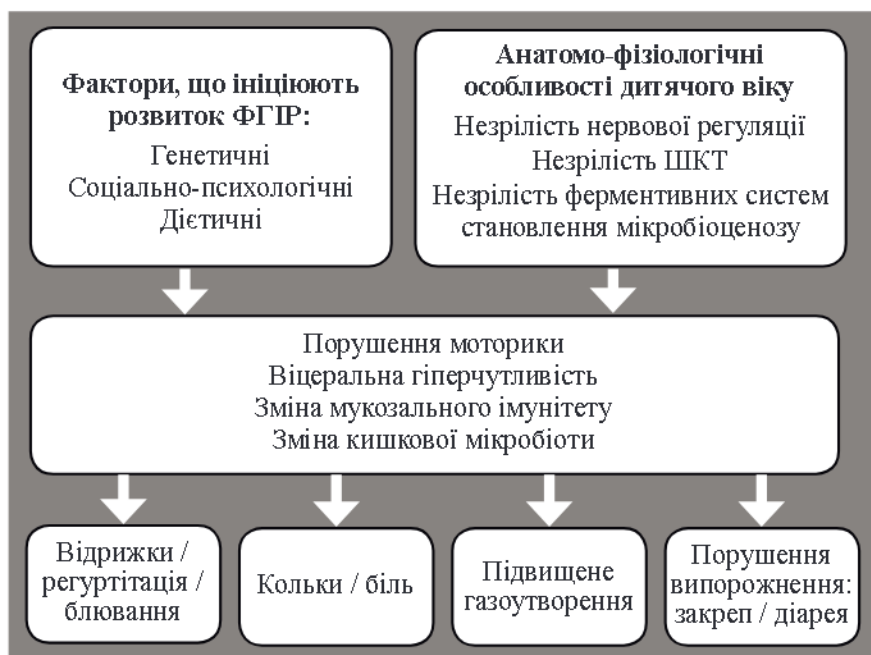 Фактори, що ініціюють
розвиток ФГІР:
Генетичні
Соціально-психологічні
Дієтичні
Анатомо-фізіологічні
особливості дитячого віку
Незрілість нервової регуляції
Незрілість ШКТ
Незрілість ферментивних систем
становлення мікробіоценозу
Порушення моторики
Віцеральна гіперчутливість
Зміна мукозального імунітету
Зміна кишкової мікробіоти
Відрижки /
регуртітація /
блювання
Кольки / біль
Підвищене
газоутворення
Порушення
випорожнення:
закреп / діарея